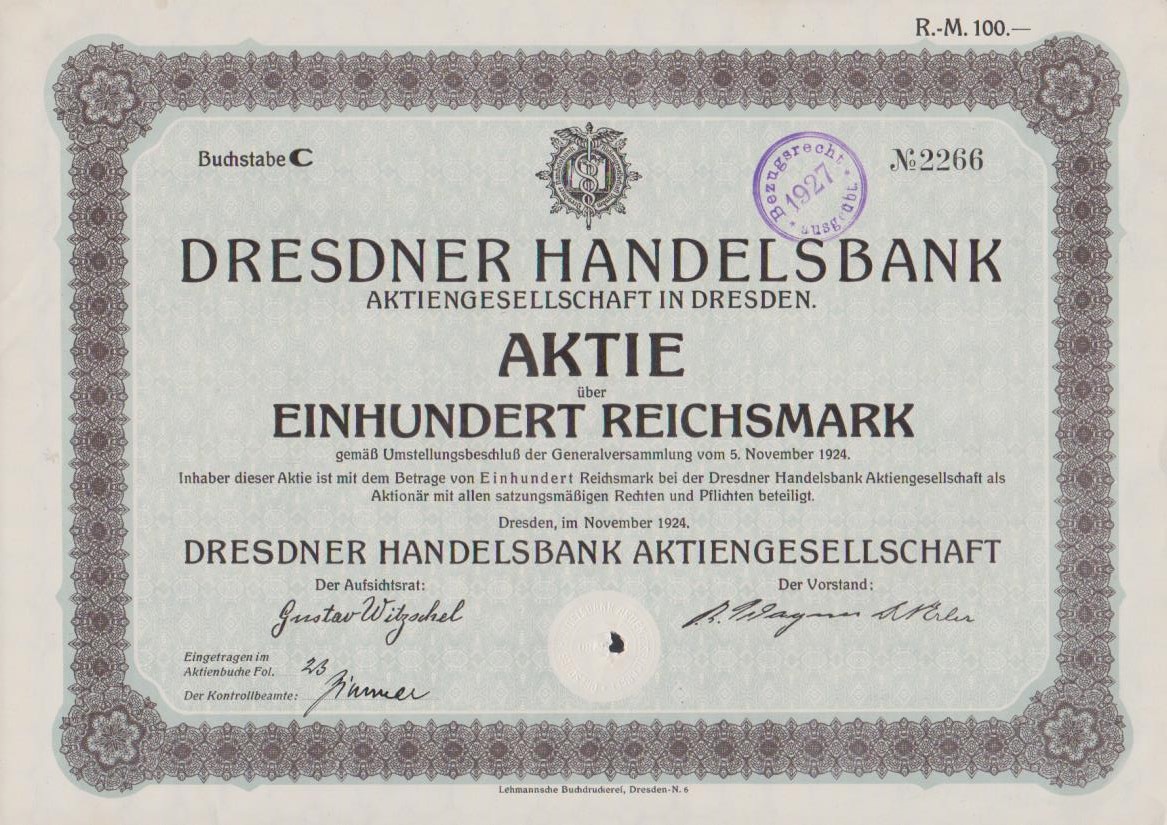 R.-M. 100.—
Buchstabe C
№ 2266
Bezugsrecht
1927
* ausgeübt. *
DRESDNER HANDELSBANK
AKTIENGESELLSCHAFT IN DRESDEN.
AKTIE
über
EINHUNDERT REICHSMARK
gemäß Umstellungsbeschluß der Generalversammlung vom 5. November 1924.
Inhaber dieser Aktie ist mit dem Betrage von Einhundert Reichsmark bei der Dresdner Handelsbank Aktiengesellschaft als
Aktionär mit allen satzungsmäßigen Rechten und Pflichten beteiligt.
Dresden, im November 1924.
DRESDNER HANDELSBANK AKTIENGESELLSCHAFT
Der Aufsichtsrat:
Der Vorstand:
Gustav Witzschel
R. Wagner
Eingetragen im
Aktienbuche Fol. 23
Der Kontrollbeamte: Zimmer
Lehmannsche Buchdruckerei, Dresden-N. 6